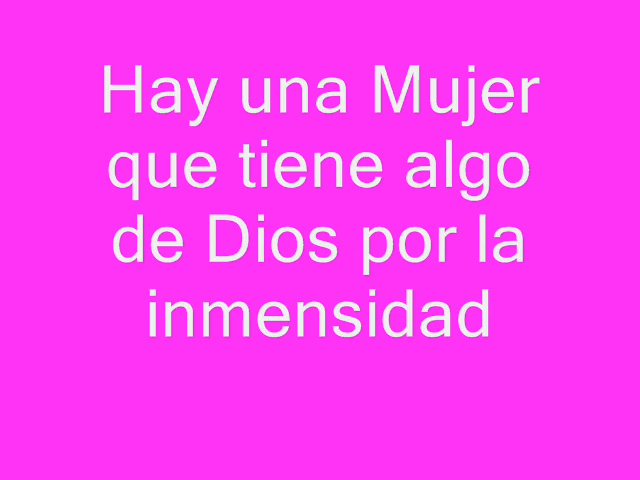 Hay una Mujer
que tiene algo
de Dios por la
inmensidad